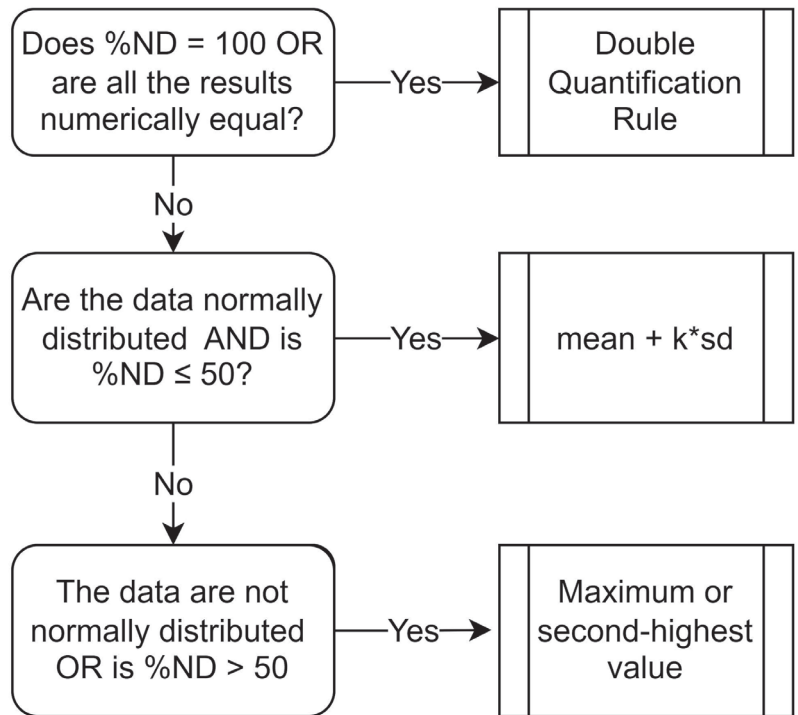 Does %ND = 100 OR
are all the results
numerically equal?
Yes
Double
Quantification
Rule
No
Are the data normally
distributed AND is
%ND ≤ 50?
Yes
mean + k*sd
No
The data are not
normally distributed
OR is %ND > 50
Yes
Maximum or
second-highest
value